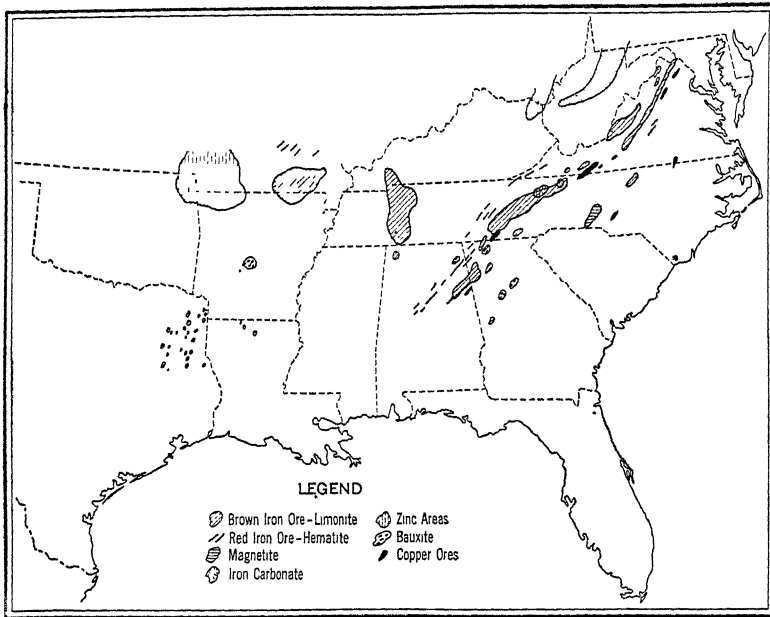 LEGEND
Brown Iron Ore-Limonite
Red Iron Ore-Hematite
Magnetite
Iron Carbonate
Zinc Areas
Bauxite
Copper Ores